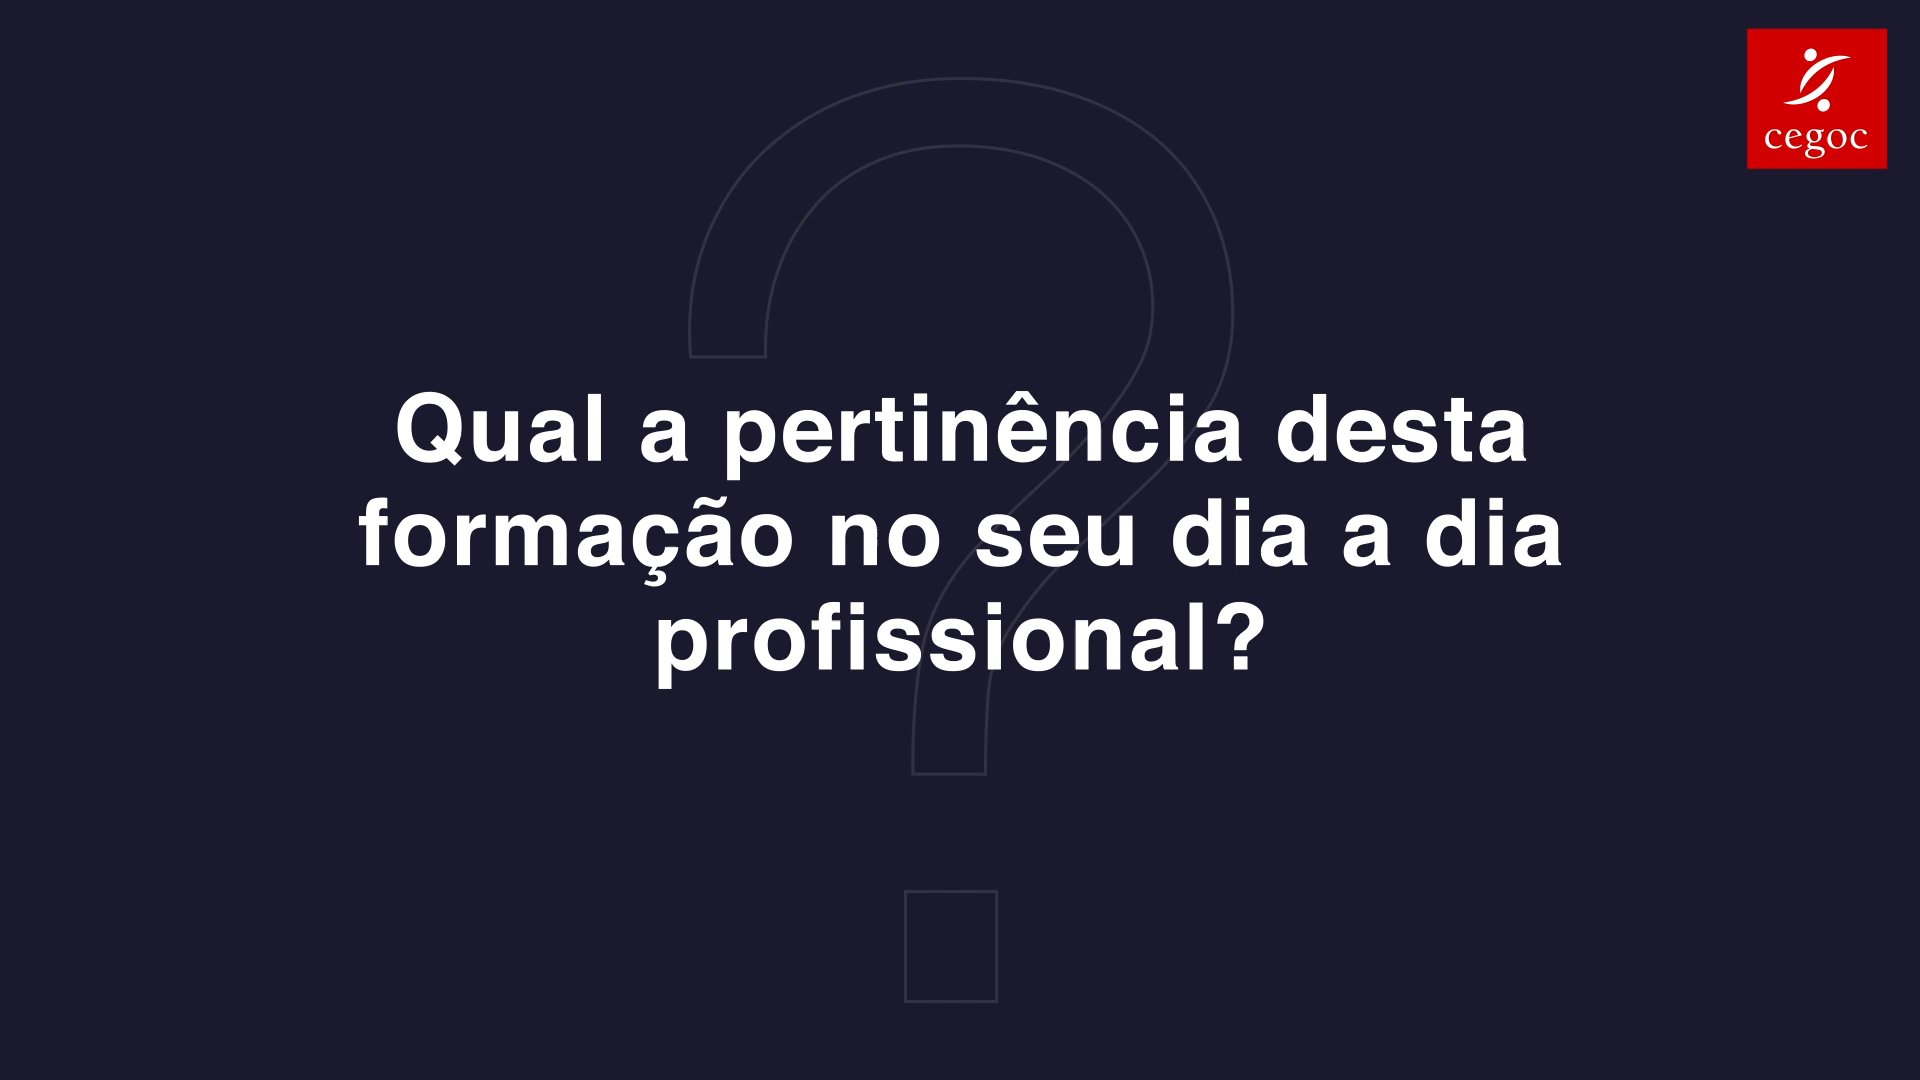 cegoc
Qual a pertinência desta
formação no seu dia a dia
profissional?